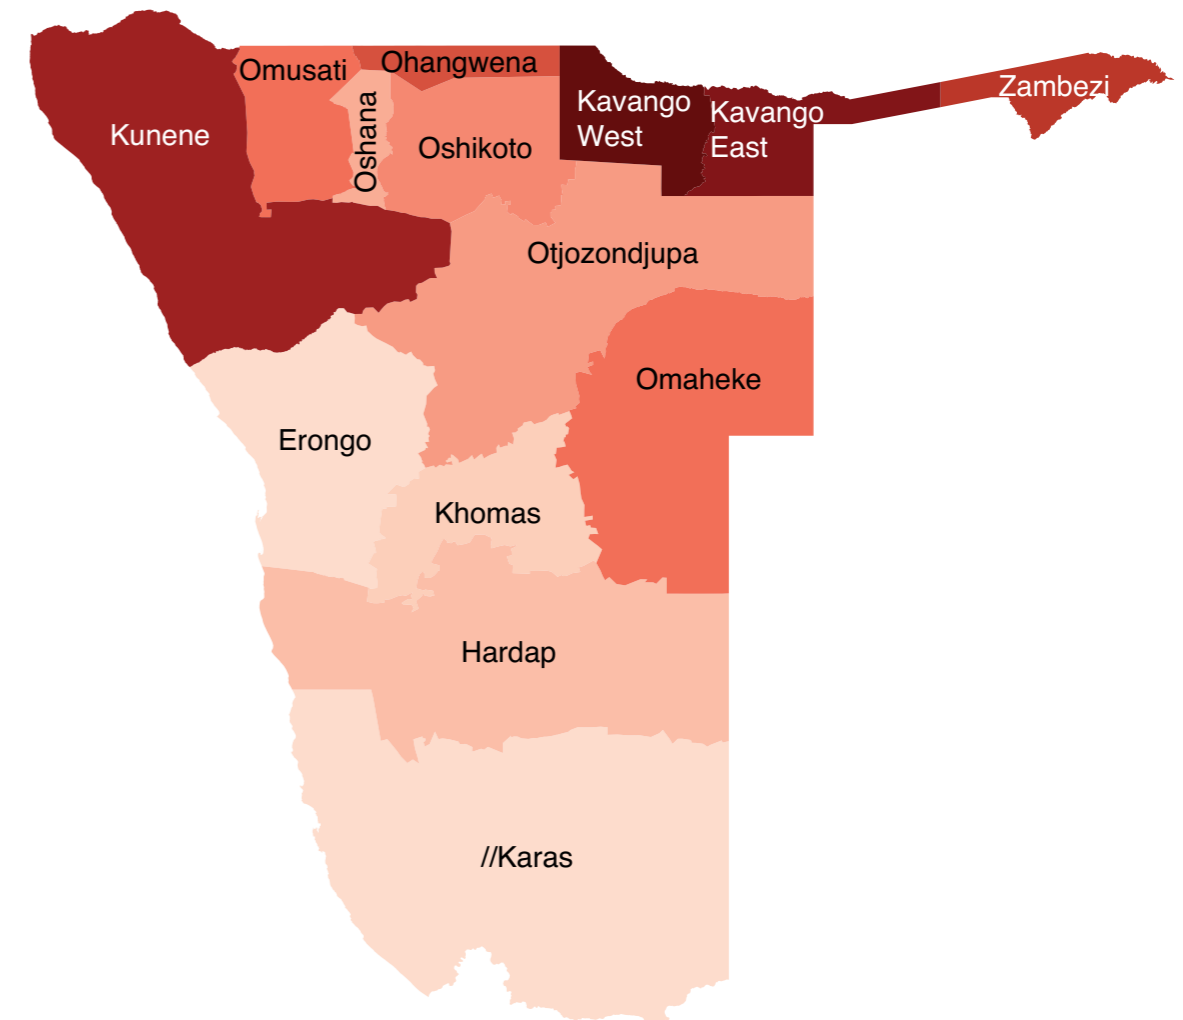 Omusati
Ohangwena
Zambezi
Kavango
West
Kavango
East
Kunene
Oshana
Oshikoto
Otjozondjupa
Omaheke
Erongo
Khomas
Hardap
//Karas